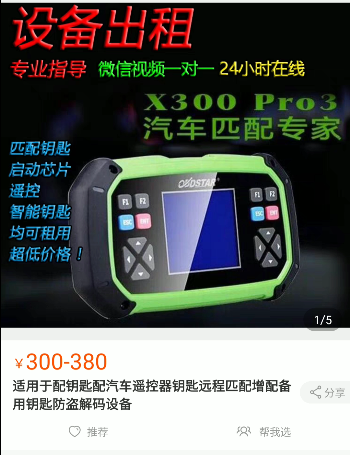 设备出租
专业指导 微信视频一对一 24小时在线
X300 Pro3
汽车匹配专家
匹配钥匙
启动芯片
遥控
智能钥匙
均可租用
超低价格！
OBDSTAR
F1 F2 F1 F2
ESC ENT ESC ENT
1/5
¥300-380
适用于配钥匙配汽车遥控器钥匙远程匹配增配备
用钥匙防盗解码设备
分享
推荐 帮我选